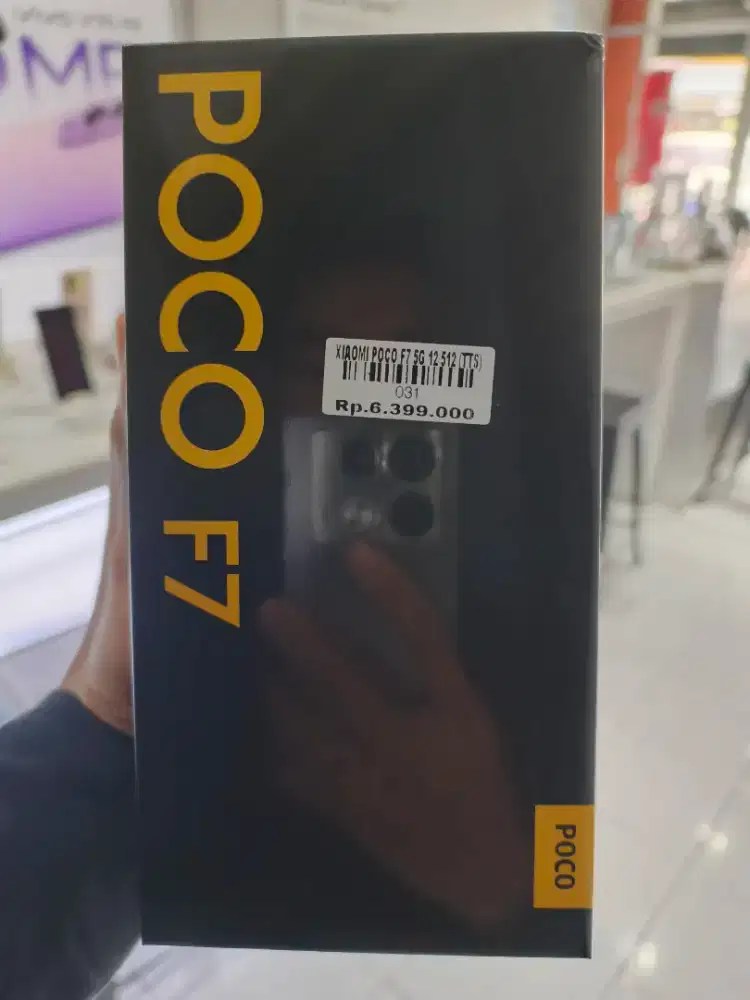 POCO F7
XIAOMI POCO F7 5G 12.512 (TTS)
031
Rp.6.399.000
POCO